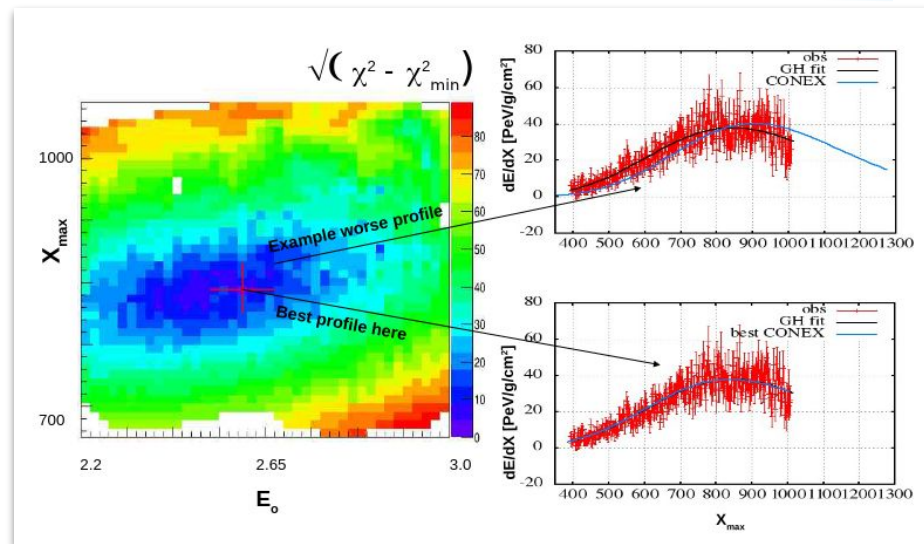 √( χ² - χ²min)
1000
Xmax
700
2.2
2.65
3.0
Eo
80
70
60
50
40
30
20
10
0
Example worse profile
Best profile here
80
60
40
20
0
-20
dE/dX [PeV/g/cm²]
obs
GH fit
CONEX
400 500 600 700 800 900 1000 1100 1200 1300
80
60
40
20
0
-20
dE/dX [PeV/g/cm²]
obs
GH fit
best CONEX
400 500 600 700 800 900 1000 1100 1200 1300
Xmax